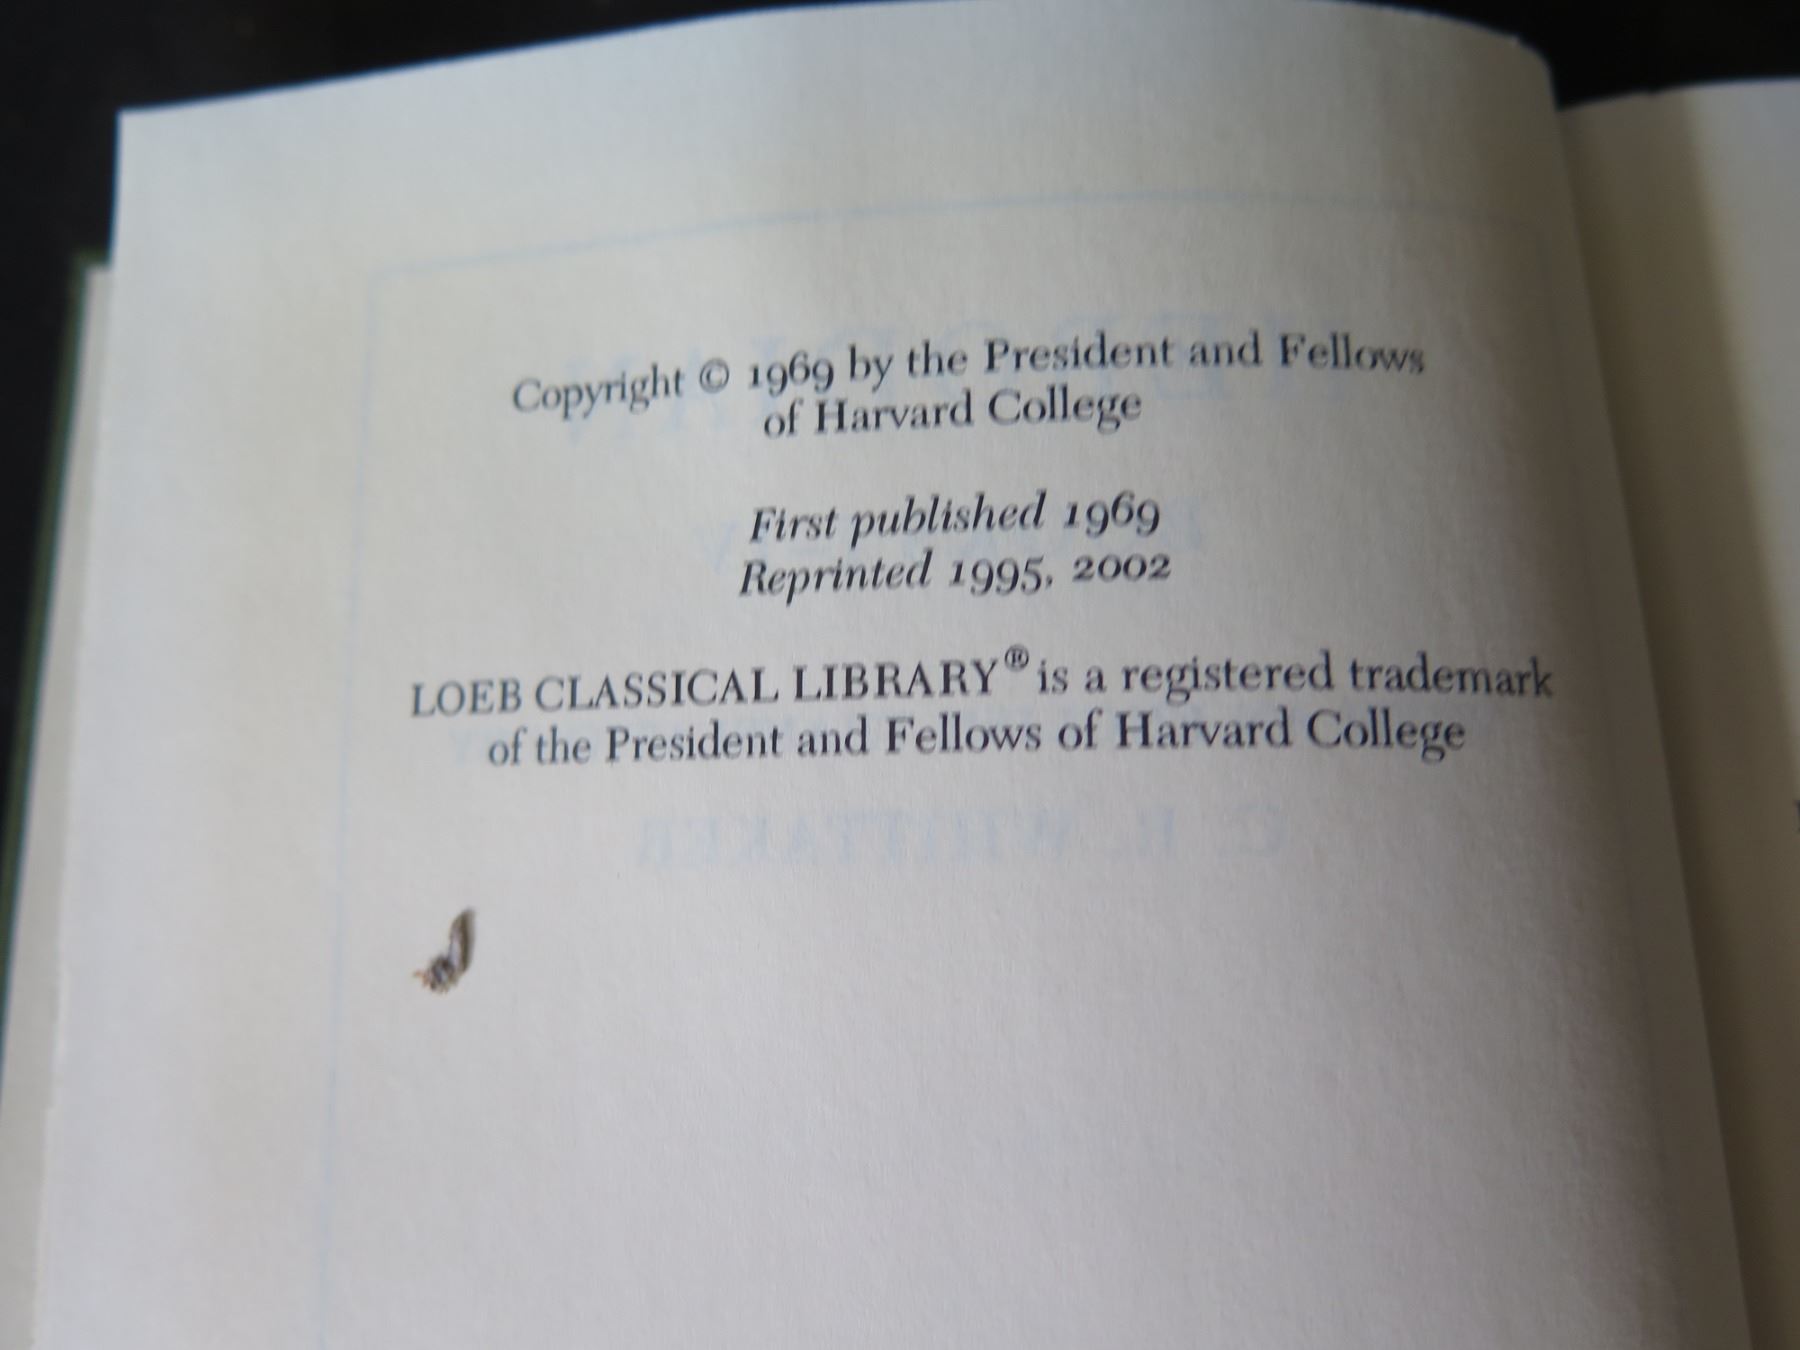 Copyright © 1969 by the President and Fellows
of Harvard College
First published 1969
Reprinted 1995, 2002
LOEB CLASSICAL LIBRARY® is a registered trademark
of the President and Fellows of Harvard College
C. R. WHITTAKER